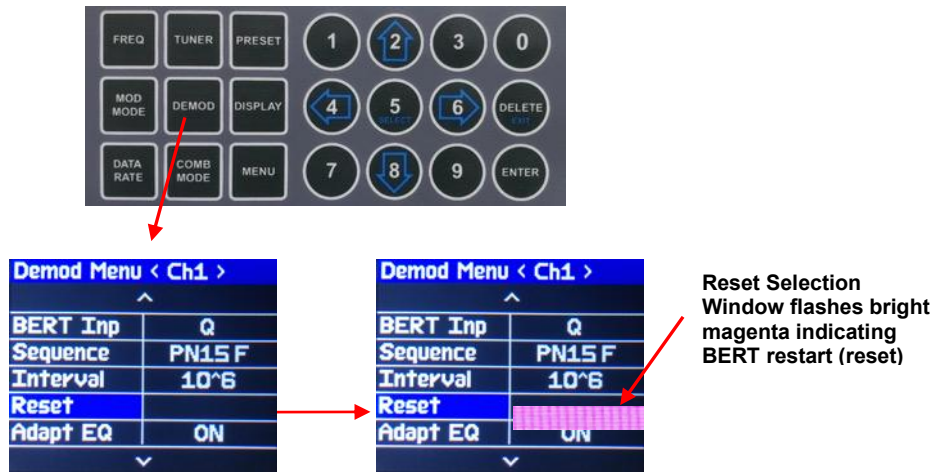 FREQ TUNER PRESET 1 2 3 0
MOD MODE DEMOD DISPLAY 4 5 SELECT 6 DELETE EXIT
DATA RATE COMB MODE MENU 7 8 9 ENTER
Demod Menu < Ch1 >
BERT Inp Q
Sequence PN15 F
Interval 10^6
Reset
Adapt EQ ON
Demod Menu < Ch1 >
BERT Inp Q
Sequence PN15 F
Interval 10^6
Reset
Adapt EQ ON
Reset Selection
Window flashes bright
magenta indicating
BERT restart (reset)